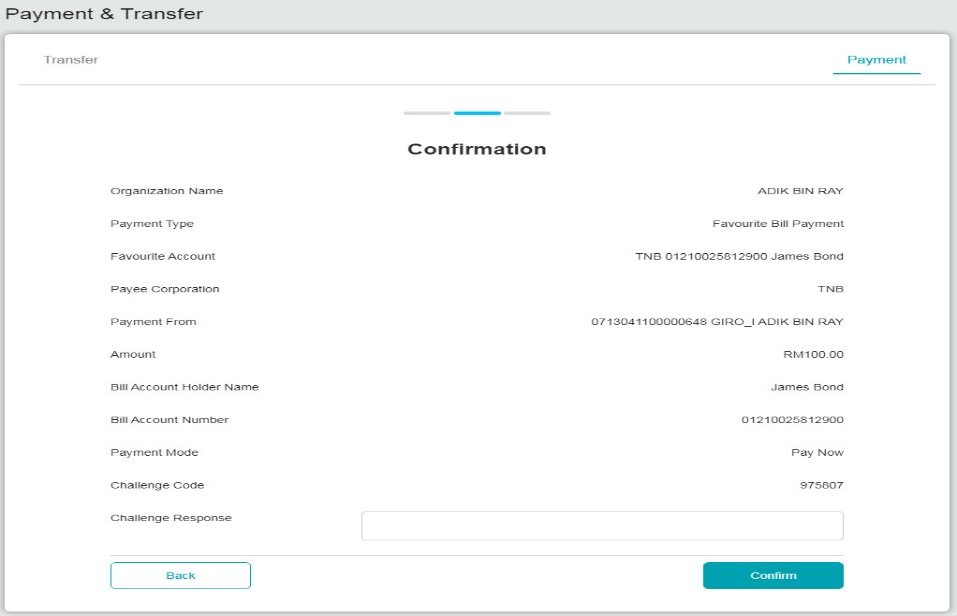 Payment & Transfer
Transfer Payment
Confirmation
Organization Name ADIK BIN RAY
Payment Type Favourite Bill Payment
Favourite Account TNB 01210025812900 James Bond
Payee Corporation TNB
Payment From 0713041100000648 GIRO_I ADIK BIN RAY
Amount RM100.00
Bill Account Holder Name James Bond
Bill Account Number 01210025812900
Payment Mode Pay Now
Challenge Code 975807
Challenge Response
Back Confirm